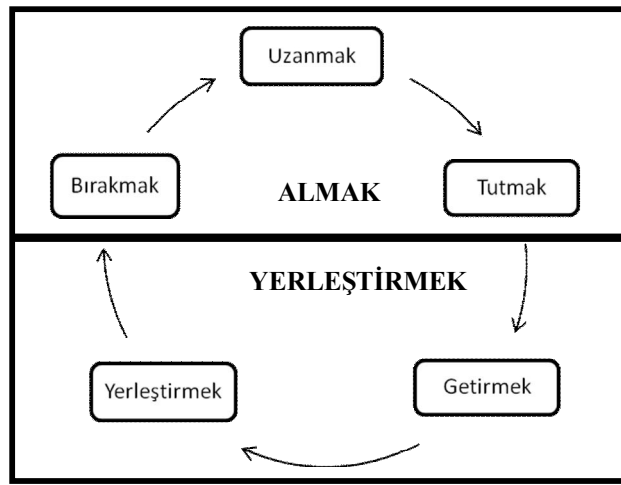 Uzanmak
Bırakmak
ALMAK
Tutmak
YERLEŞTİRMEK
Yerleştirmek
Getirmek